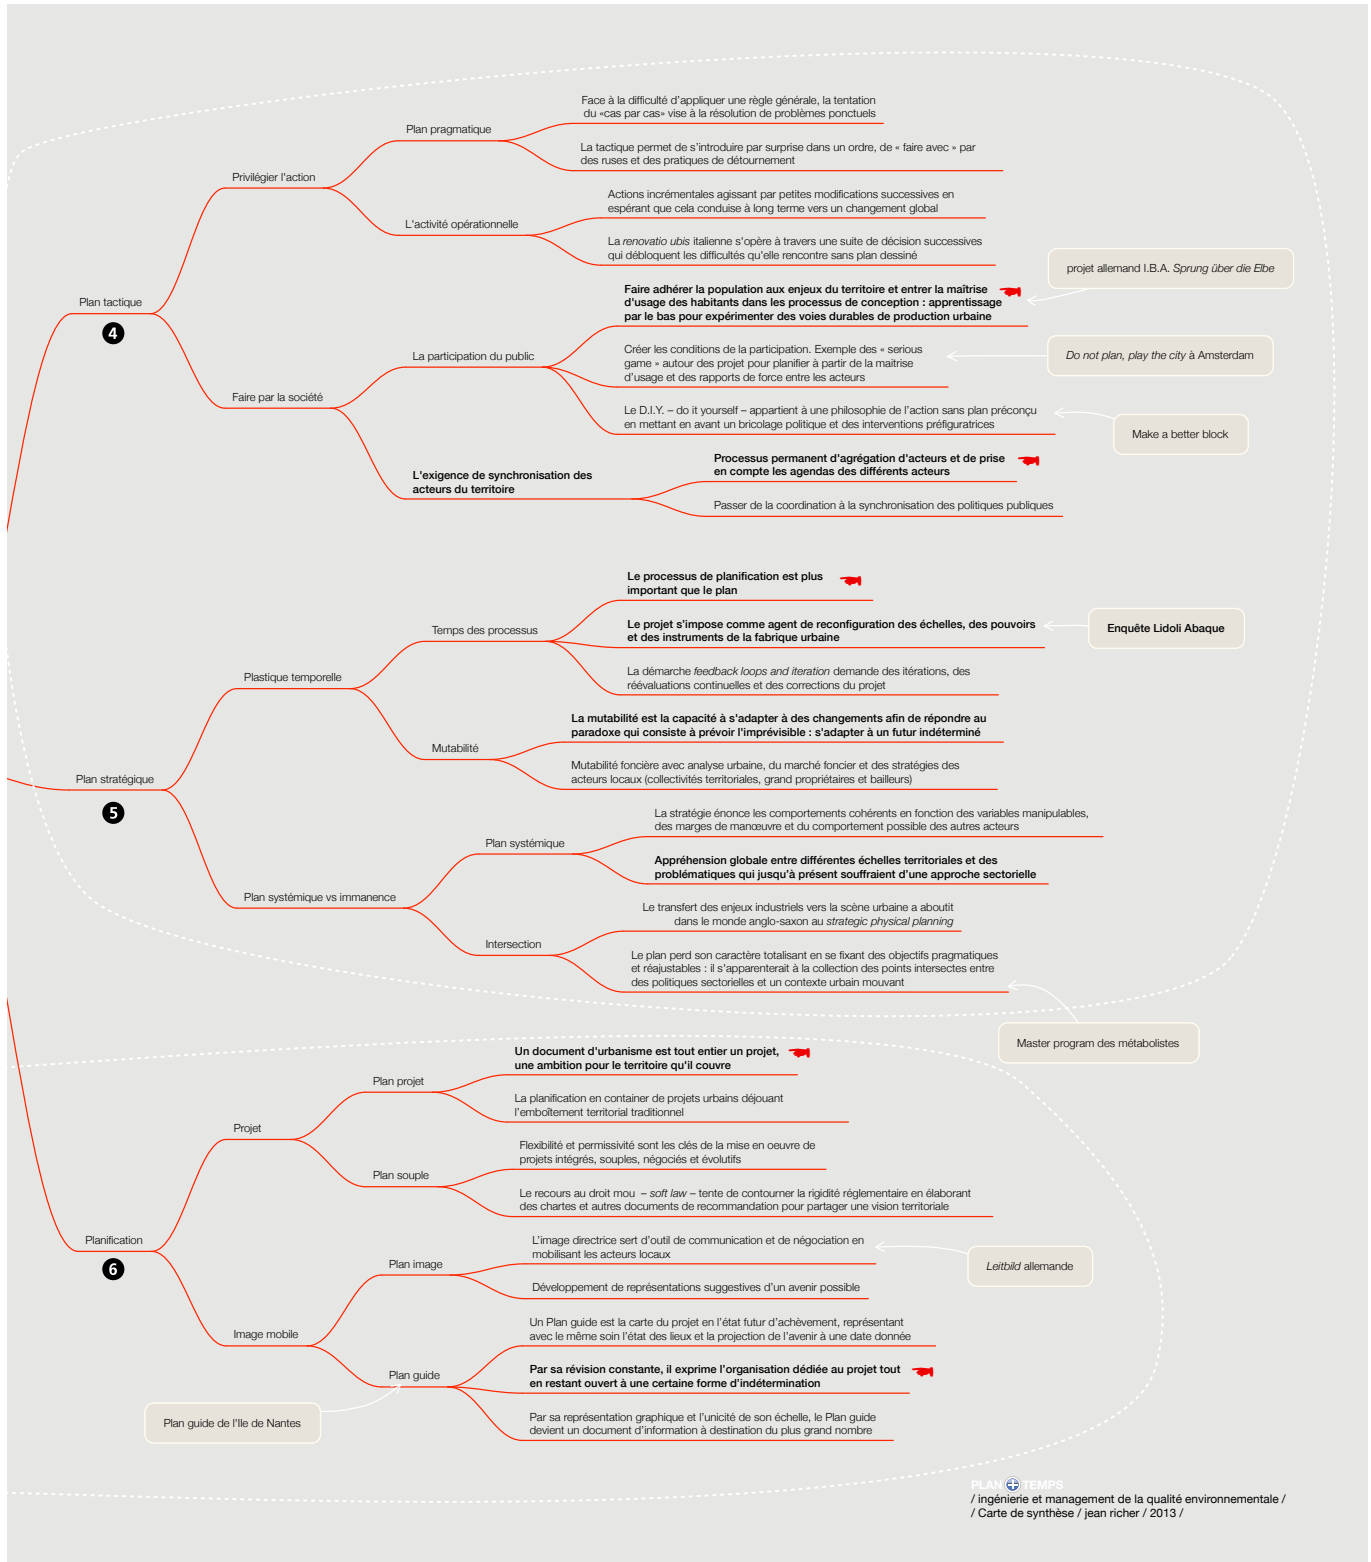 Face à la difficulté d'appliquer une règle générale, la tentation
du «cas par cas» vise à la résolution de problèmes ponctuels
Plan pragmatique
La tactique permet de s'introduire par surprise dans un ordre, de « faire avec » par
des ruses et des pratiques de détournement
Privilégier l'action
Actions incrémentales agissant par petites modifications successives en
espérant que cela conduise à long terme vers un changement global
L'activité opérationnelle
La renovatio ubis italienne s'opère à travers une suite de décision successives
qui débloquent les difficultés qu'elle rencontre sans plan dessiné
projet allemand I.B.A. Sprung über die Elbe
Plan tactique
4
Faire adhérer la population aux enjeux du territoire et entrer la maîtrise
d'usage des habitants dans les processus de conception : apprentissage
par le bas pour expérimenter des voies durables de production urbaine
La participation du public
Créer les conditions de la participation. Exemple des « serious
game » autour des projet pour planifier à partir de la maitrise
d'usage et des rapports de force entre les acteurs
Do not plan, play the city à Amsterdam
Faire par la société
Le D.I.Y. – do it yourself – appartient à une philosophie de l'action sans plan préconçu
en mettant en avant un bricolage politique et des interventions préfiguratrices
Make a better block
L'exigence de synchronisation des
acteurs du territoire
Processus permanent d'agrégation d'acteurs et de prise
en compte les agendas des différents acteurs
Passer de la coordination à la synchronisation des politiques publiques
Le processus de planification est plus
important que le plan
Temps des processus
Le projet s'impose comme agent de reconfiguration des échelles, des pouvoirs
et des instruments de la fabrique urbaine
Enquête Lidoli Abaque
La démarche feedback loops and iteration demande des itérations, des
réévaluations continuelles et des corrections du projet
Plastique temporelle
La mutabilité est la capacité à s'adapter à des changements afin de répondre au
paradoxe qui consiste à prévoir l'imprévisible : s'adapter à un futur indéterminé
Mutabilité
Mutabilité foncière avec analyse urbaine, du marché foncier et des stratégies des
acteurs locaux (collectivités territoriales, grand propriétaires et bailleurs)
Plan stratégique
5
La stratégie énonce les comportements cohérents en fonction des variables manipulables,
des marges de manœuvre et du comportement possible des autres acteurs
Plan systémique
Appréhension globale entre différentes échelles territoriales et des
problématiques qui jusqu'à présent souffraient d'une approche sectorielle
Plan systémique vs immanence
Le transfert des enjeux industriels vers la scène urbaine a aboutit
dans le monde anglo-saxon au strategic physical planning
Intersection
Le plan perd son caractère totalisant en se fixant des objectifs pragmatiques
et réajustables : il s'apparenterait à la collection des points intersectes entre
des politiques sectorielles et un contexte urbain mouvant
Master program des métabolistes
Un document d'urbanisme est tout entier un projet,
une ambition pour le territoire qu'il couvre
Plan projet
La planification en container de projets urbains déjouant
l'emboîtement territorial traditionnel
Projet
Flexibilité et permissivité sont les clés de la mise en oeuvre de
projets intégrés, souples, négociés et évolutifs
Plan souple
Le recours au droit mou – soft law – tente de contourner la rigidité réglementaire en élaborant
des chartes et autres documents de recommandation pour partager une vision territoriale
Planification
6
L'image directrice sert d'outil de communication et de négociation en
mobilisant les acteurs locaux
Leitbild allemande
Plan image
Développement de représentations suggestives d'un avenir possible
Image mobile
Un Plan guide est la carte du projet en l'état futur d'achèvement, représentant
avec le même soin l'état des lieux et la projection de l'avenir à une date donnée
Plan guide
Par sa révision constante, il exprime l'organisation dédiée au projet tout
en restant ouvert à une certaine forme d'indétermination
Plan guide de l'Ile de Nantes
Par sa représentation graphique et l'unicité de son échelle, le Plan guide
devient un document d'information à destination du plus grand nombre
PLAN + TEMPS
/ ingénierie et management de la qualité environnementale /
/ Carte de synthèse / jean richer / 2013 /